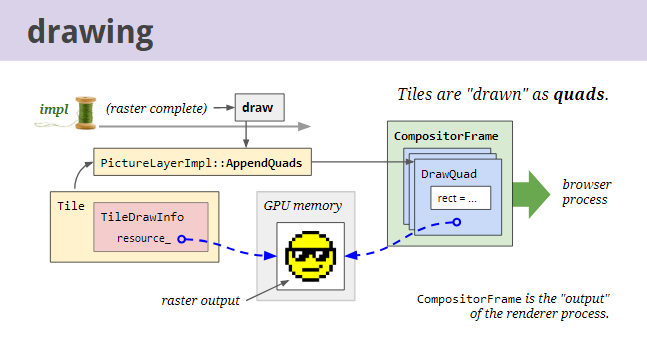 drawing
impl
(raster complete)
draw
Tiles are "drawn" as quads.
CompositorFrame
PictureLayerImpl::AppendQuads
DrawQuad
rect = ...
browser
process
Tile
TileDrawInfo
resource_
GPU memory
raster output
CompositorFrame is the "output"
of the renderer process.